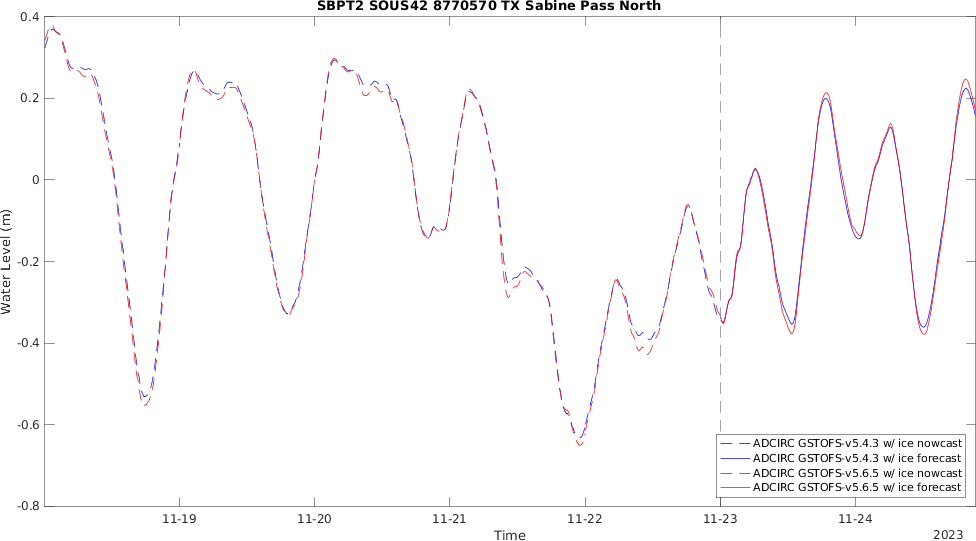 SBPT2 SOUS42 8770570 TX Sabine Pass North
0.4
0.2
0
-0.2
-0.4
-0.6
-0.8
Water Level (m)
ADCIRC GSTOFS-v5.4.3 w/ ice nowcast
ADCIRC GSTOFS-v5.4.3 w/ ice forecast
ADCIRC GSTOFS-v5.6.5 w/ ice nowcast
ADCIRC GSTOFS-v5.6.5 w/ ice forecast
11-19 11-20 11-21 11-22 11-23 11-24
Time
2023